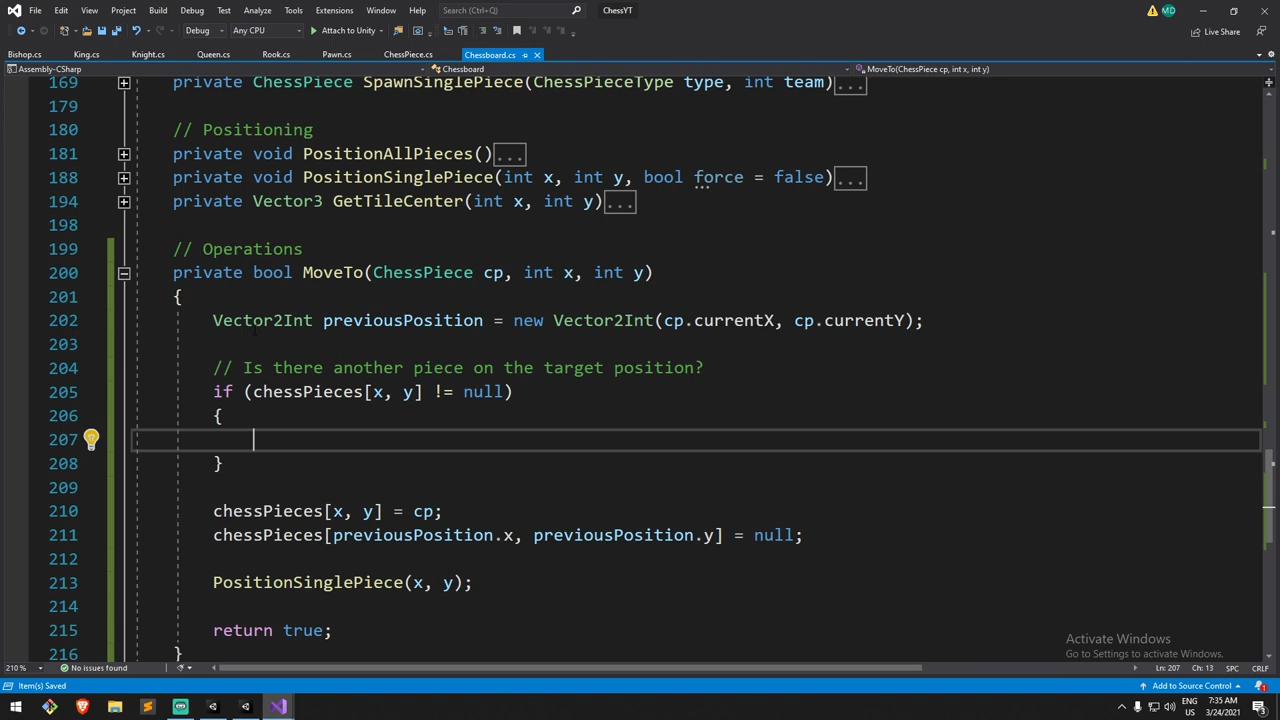 File Edit View Git Project Build Debug Test Analyze Tools Extensions Window Help Search (Ctrl+Q) ChessYT MD
Debug Any CPU Attach to Unity Live Share
Bishop.cs King.cs Knight.cs Queen.cs Rook.cs Pawn.cs ChessPiece.cs Chessboard.cs
Assembly-CSharp Chessboard MoveTo(ChessPiece cp, int x, int y)
169 private ChessPiece SpawnSinglePiece(ChessPieceType type, int team)...
179
180 // Positioning
181 private void PositionAllPieces()...
188 private void PositionSinglePiece(int x, int y, bool force = false)...
194 private Vector3 GetTileCenter(int x, int y)...
198
199 // Operations
200 private bool MoveTo(ChessPiece cp, int x, int y)
201 {
202 Vector2Int previousPosition = new Vector2Int(cp.currentX, cp.currentY);
203
204 // Is there another piece on the target position?
205 if (chessPieces[x, y] != null)
206 {
207
208 }
209
210 chessPieces[x, y] = cp;
211 chessPieces[previousPosition.x, previousPosition.y] = null;
212
213 PositionSinglePiece(x, y);
214
215 return true;
216 }
Activate Windows
Go to Settings to activate Windows.
210 % No issues found Ln: 207 Ch: 13 SPC CRLF
Item(s) Saved Add to Source Control 1
ENG 7:35 AM
US 3/24/2021 3